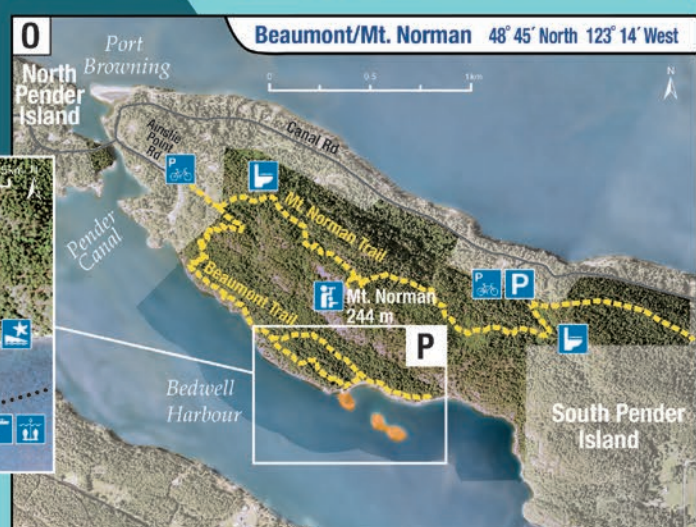 O
Beaumont/Mt. Norman 48° 45´ North 123° 14´ West
Port
Browning
North
Pender
Island
0 0.5 1km
N
Canal Rd
Ainslie
Point
Rd
P
Mt. Norman Trail
Pender
Canal
Beaumont Trail
P
P
Mt. Norman
244 m
P
Bedwell
Harbour
South Pender
Island